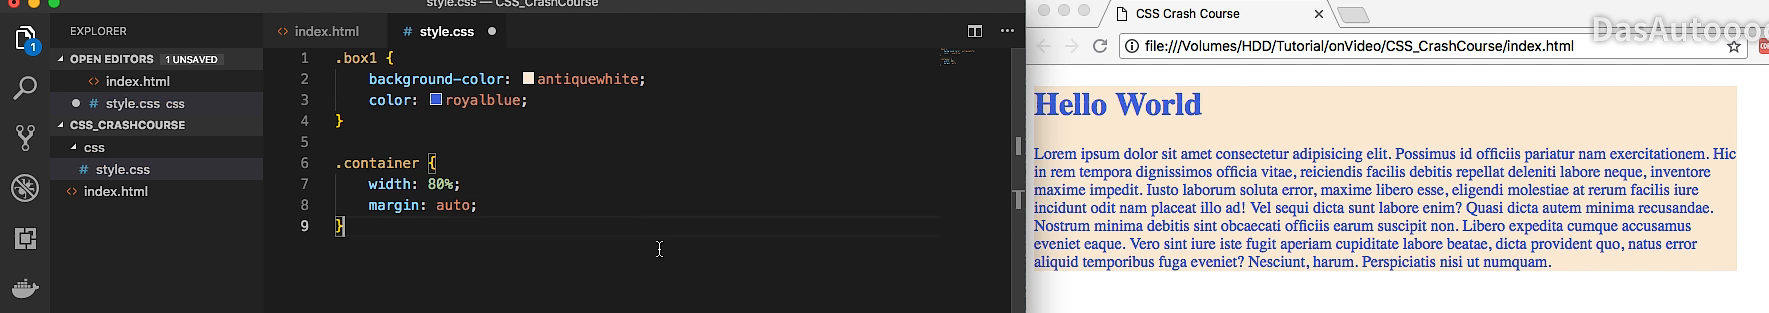 style.css — CSS_CrashCourse
EXPLORER
OPEN EDITORS 1 UNSAVED
index.html
style.css css
CSS_CRASHCOURSE
css
style.css
index.html
1
index.html
style.css
1 .box1 {
2 background-color: antiquewhite;
3 color: royalblue;
4 }
5
6 .container {
7 width: 80%;
8 margin: auto;
9 }
CSS Crash Course
DasAutoooo
file:///Volumes/HDD/Tutorial/onVideo/CSS_CrashCourse/index.html
Hello World
Lorem ipsum dolor sit amet consectetur adipisicing elit. Possimus id officiis pariatur nam exercitationem. Hic
in rem tempora dignissimos officia vitae, reiciendis facilis debitis repellat deleniti labore neque, inventore
maxime impedit. Iusto laborum soluta error, maxime libero esse, eligendi molestiae at rerum facilis iure
incidunt odit nam placeat illo ad! Vel sequi dicta sunt labore enim? Quasi dicta autem minima recusandae.
Nostrum minima debitis sint obcaecati officiis earum suscipit non. Libero expedita cumque accusamus
eveniet eaque. Vero sint iure iste fugit aperiam cupiditate labore beatae, dicta provident quo, natus error
aliquid temporibus fuga eveniet? Nesciunt, harum. Perspiciatis nisi ut numquam.